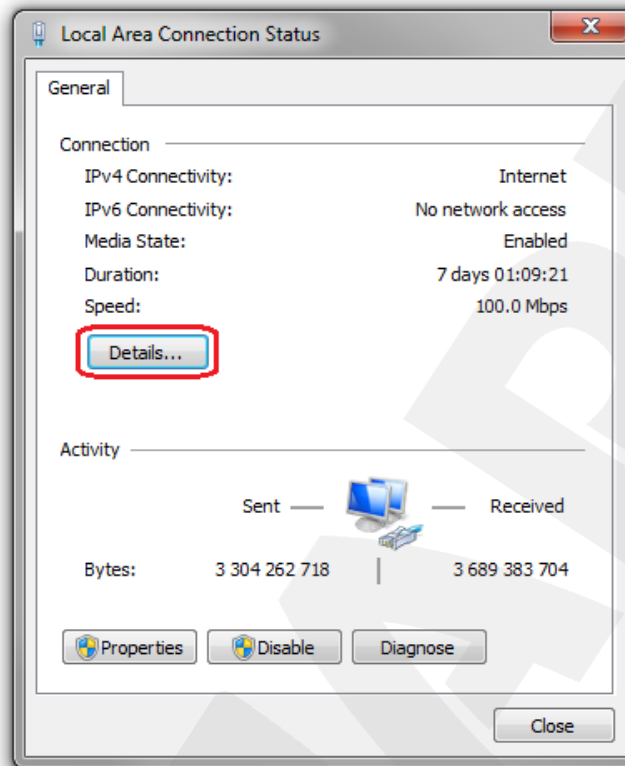 Local Area Connection Status
General
Connection
IPv4 Connectivity: Internet
IPv6 Connectivity: No network access
Media State: Enabled
Duration: 7 days 01:09:21
Speed: 100.0 Mbps
Details...
Activity
Sent Received
Bytes: 3 304 262 718 3 689 383 704
Properties Disable Diagnose
Close